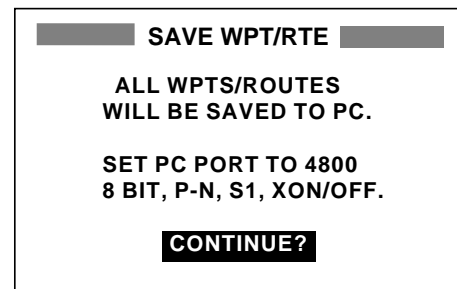 SAVE WPT/RTE
ALL WPTS/ROUTES
WILL BE SAVED TO PC.
SET PC PORT TO 4800
8 BIT, P-N, S1, XON/OFF.
CONTINUE?